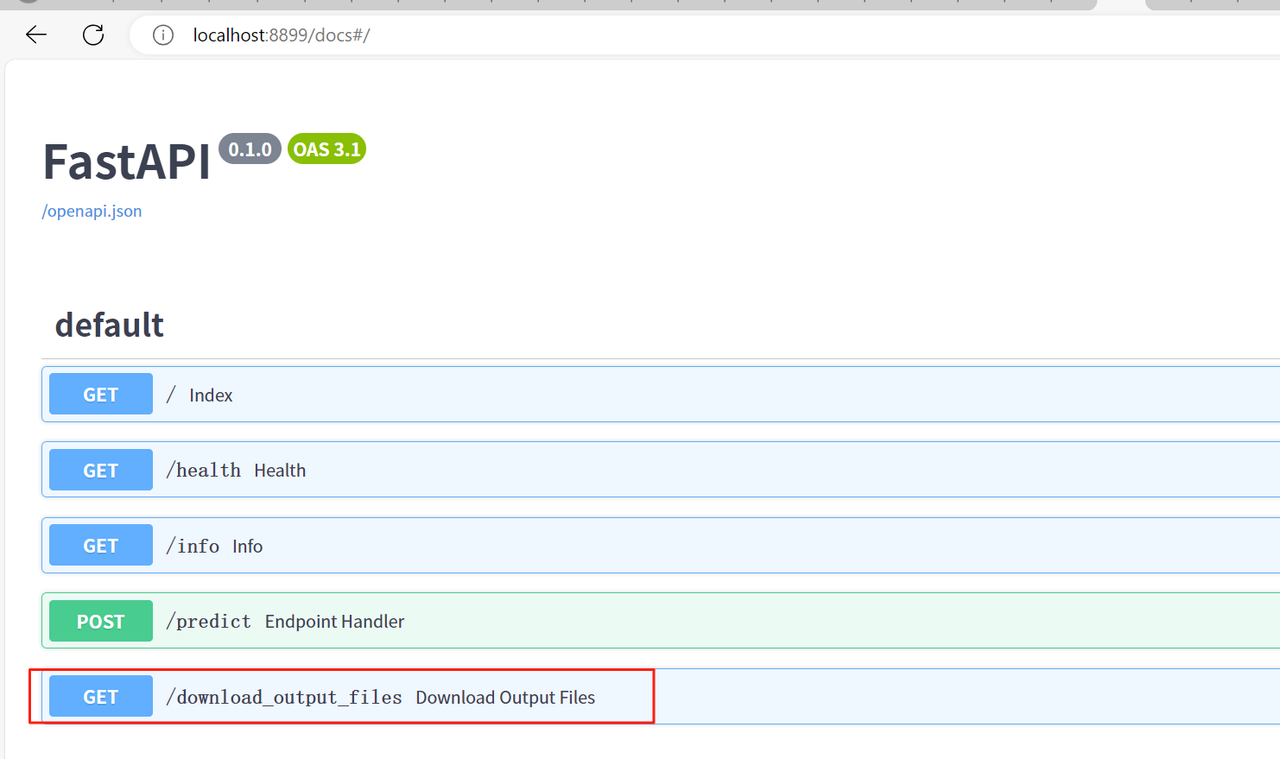 localhost:8899/docs#/
FastAPI 0.1.0 OAS 3.1
/openapi.json
default
GET / Index
GET /health Health
GET /info Info
POST /predict Endpoint Handler
GET /download_output_files Download Output Files